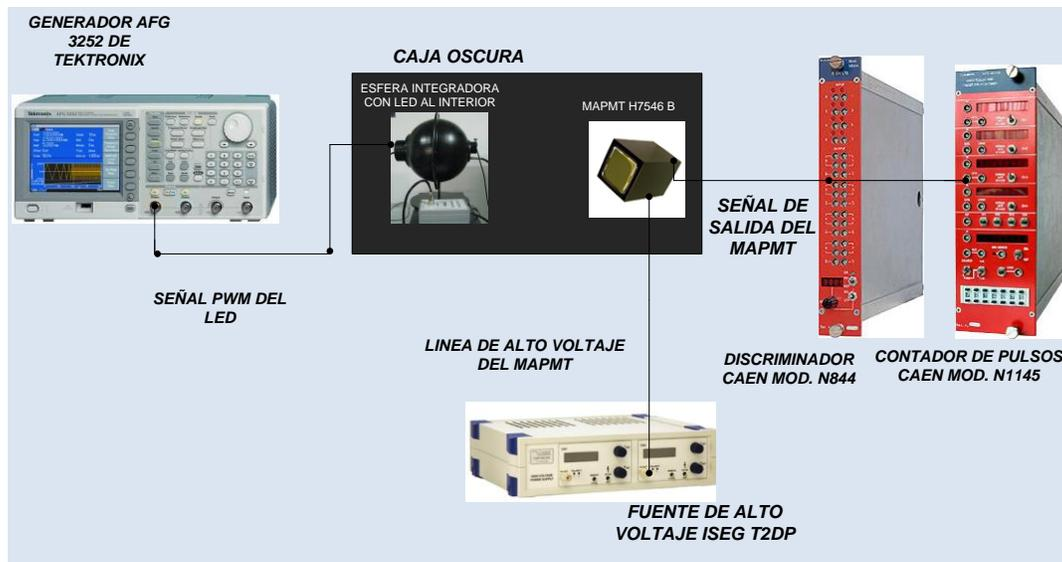 GENERADOR AFG
3252 DE
TEKTRONIX
CAJA OSCURA
ESFERA INTEGRADORA
CON LED AL INTERIOR
MAPMT H7546 B
Tektronix
SEÑAL DE
SALIDA DEL
MAPMT
SEÑAL PWM DEL
LED
LINEA DE ALTO VOLTAJE
DEL MAPMT
DISCRIMINADOR
CAEN MOD. N844
CONTADOR DE PULSOS
CAEN MOD. N1145
FUENTE DE ALTO
VOLTAJE ISEG T2DP